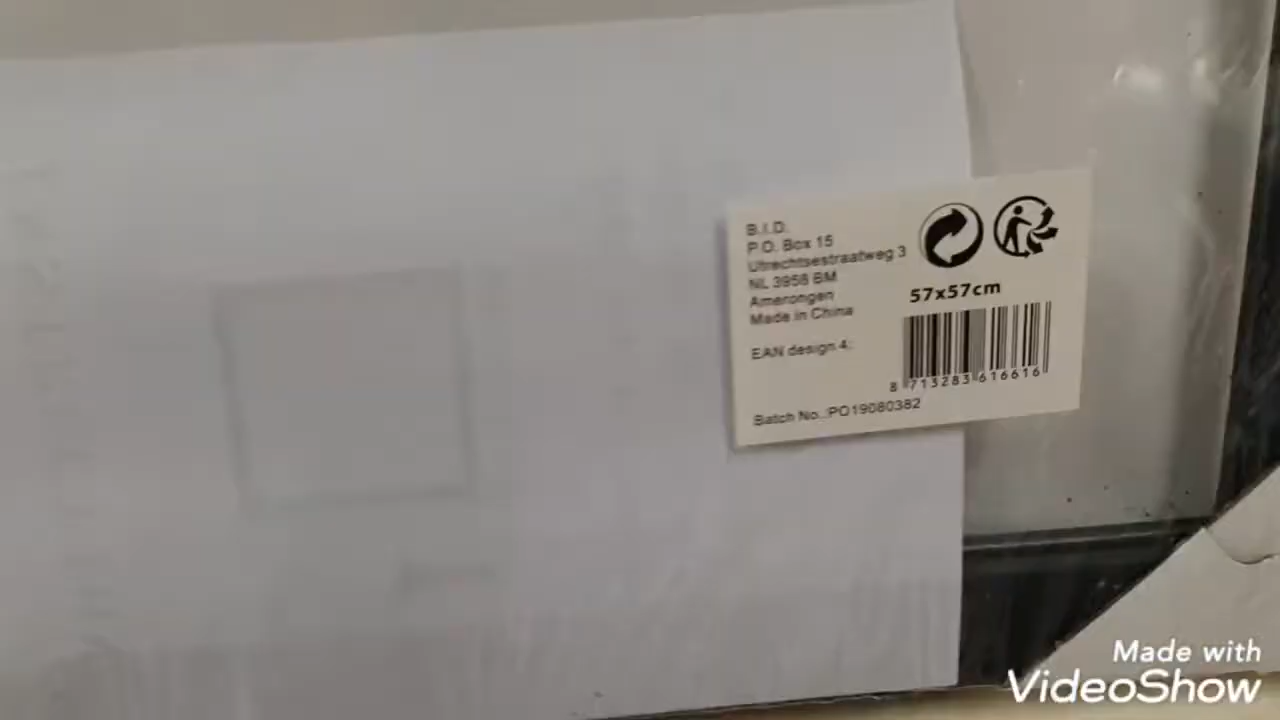 B.I.D.
P.O. Box 15
Utrechtsestraatweg 3
NL 3958 BM
Amerongen
Made in China
57x57cm
EAN design 4:
8 713283 616616
Batch No.:PO19080382
Made with
VideoShow